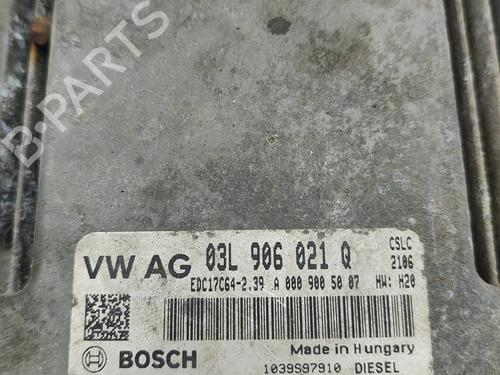 B-PARTS
VW AG 03L 906 021 Q CSLC
2106
EDC17C64-2.39 A 000 900 50 07 HW: H20
BOSCH
Made in Hungary
1039S97910 DIESEL